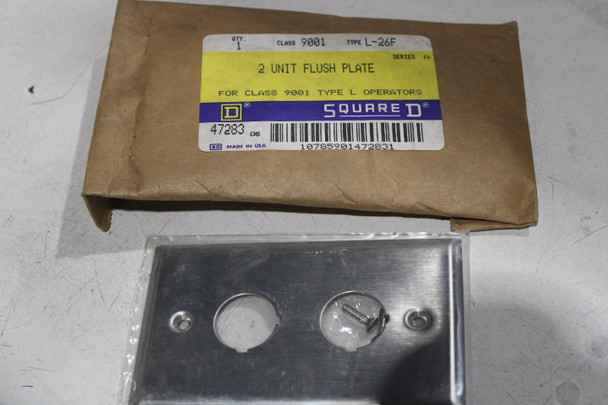 QTY. 1 CLASS 9001 TYPE L-26F
SERIES A
2 UNIT FLUSH PLATE
FOR CLASS 9001 TYPE L OPERATORS
D® SQUARE D®
47283 06
MADE IN USA
10785901472831